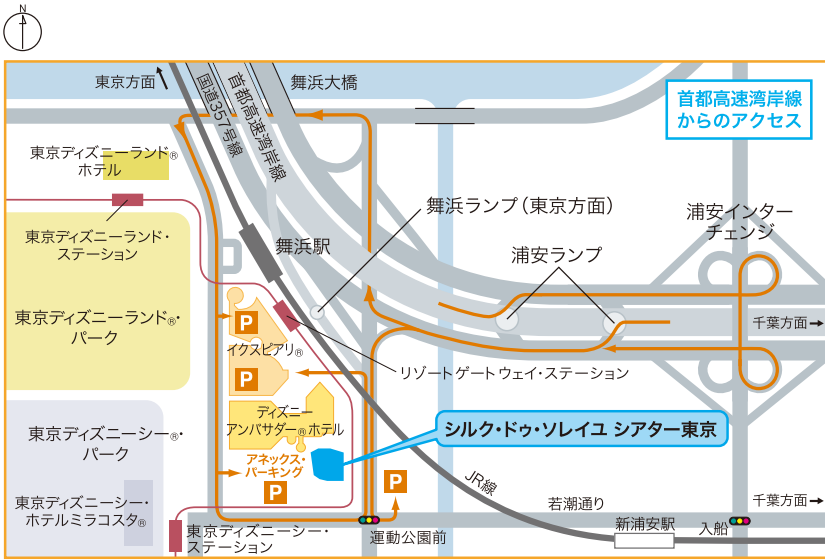 N
東京方面
国道357号線
首都高速湾岸線
舞浜大橋
首都高速湾岸線
からのアクセス
東京ディズニーランド®
ホテル
東京ディズニーランド・
ステーション
舞浜駅
舞浜ランプ（東京方面）
浦安ランプ
浦安インター
チェンジ
千葉方面
東京ディズニーランド®・
パーク
P
イクスピアリ®
P
リゾートゲートウェイ・ステーション
ディズニー
アンバサダー®ホテル
シルク・ドゥ・ソレイユ シアター東京
東京ディズニーシー®・
パーク
アネックス・
パーキング
P
P
JR線
東京ディズニーシー・
ホテルミラコスタ®
若潮通り
千葉方面
東京ディズニーシー・
ステーション
運動公園前
新浦安駅
入船